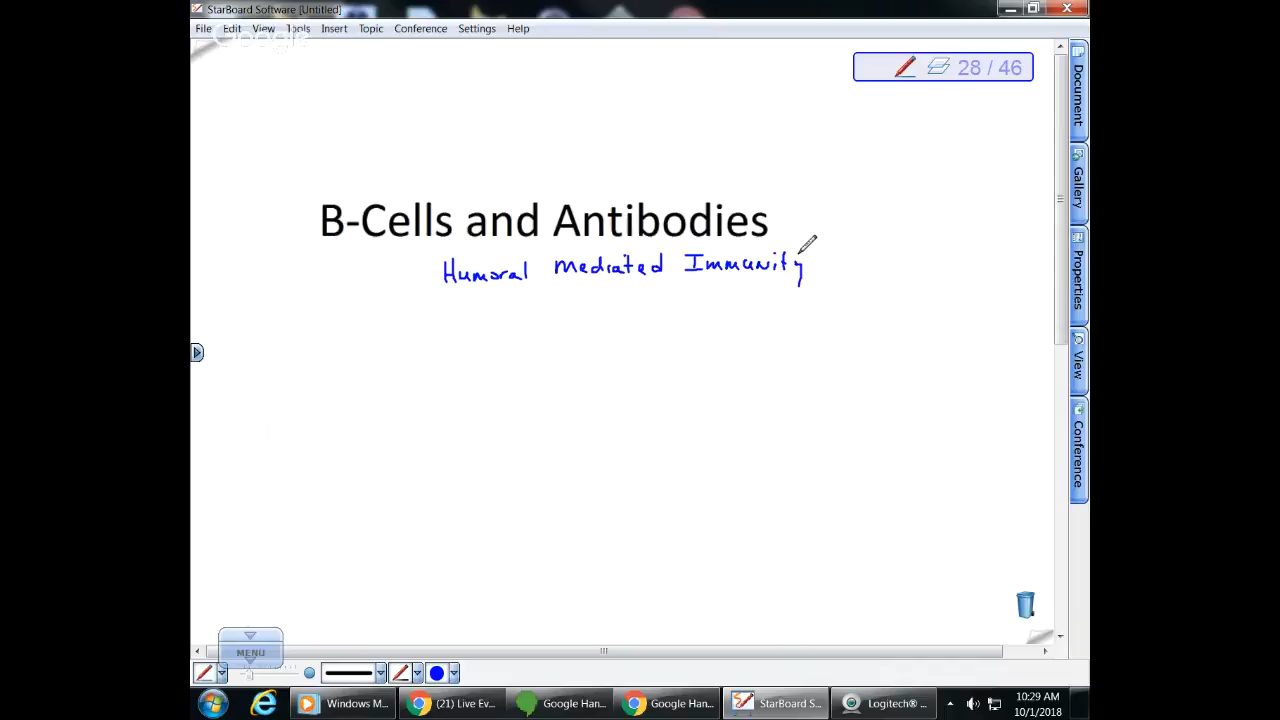 StarBoard Software [Untitled]
File Edit View Tools Insert Topic Conference Settings Help
Google
28 / 46
B-Cells and Antibodies
Humoral Mediated Immunity
Document
Gallery
Properties
View
Conference
MENU
Windows M...
(21) Live Ev...
Google Han...
Google Han...
StarBoard S...
Logitech® ...
10:29 AM
10/1/2018